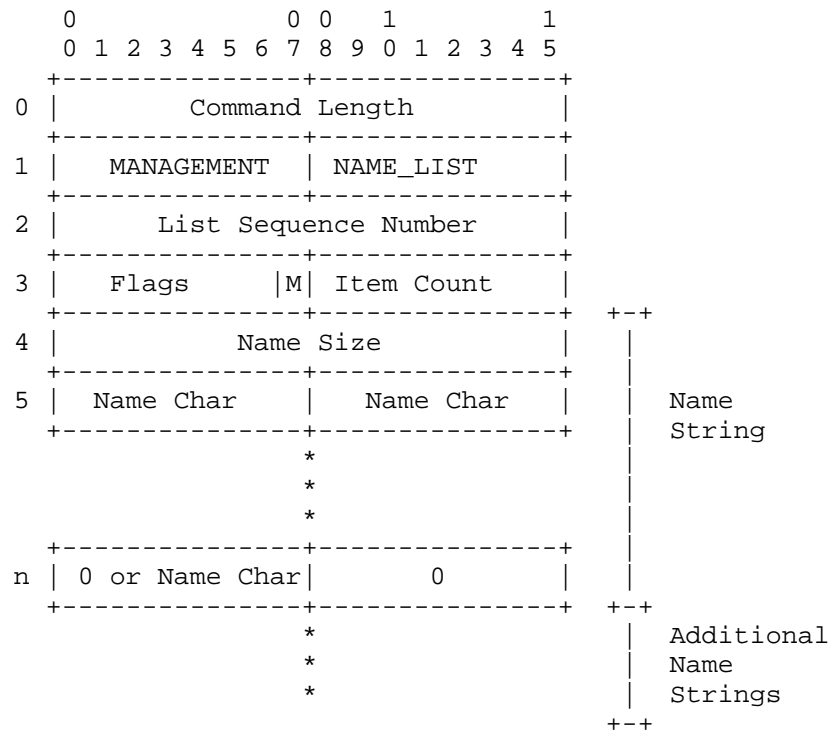 0 0 0 1 1
0 1 2 3 4 5 6 7 8 9 0 1 2 3 4 5
+---------------+---------------+
0 | Command Length |
+---------------+---------------+
1 | MANAGEMENT | NAME_LIST |
+---------------+---------------+
2 | List Sequence Number |
+---------------+---------------+
3 | Flags |M| Item Count |
+---------------+---------------+ +-+
4 | Name Size | |
+---------------+---------------+ |
5 | Name Char | Name Char | | Name
+---------------+---------------+ | String
* |
* |
* |
+---------------+---------------+ |
n | 0 or Name Char| 0 | |
+---------------+---------------+ +-+
* | Additional
* | Name
* | Strings
+-+